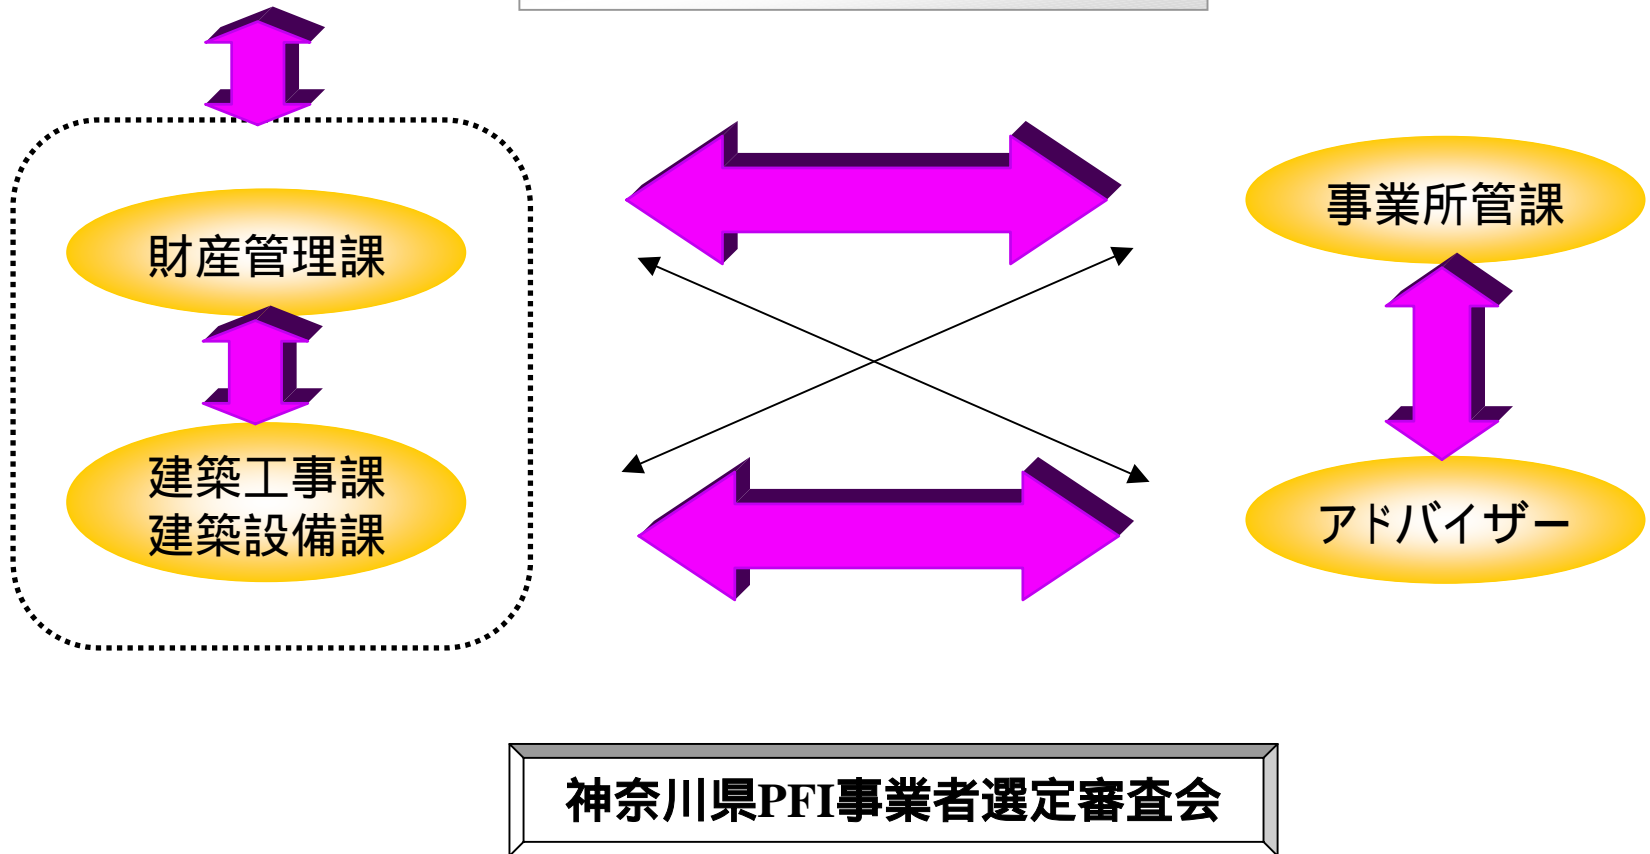 事業所管課
財産管理課
建築工事課
建築設備課
アドバイザー
神奈川県PFI事業者選定審査会